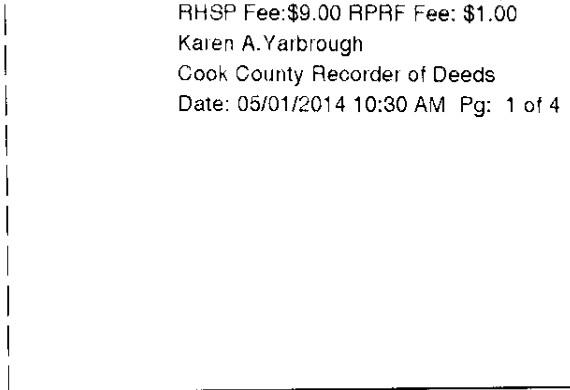 RHSP Fee:$9.00 RPRF Fee: $1.00
Karen A.Yarbrough
Cook County Recorder of Deeds
Date: 05/01/2014 10:30 AM Pg: 1 of 4